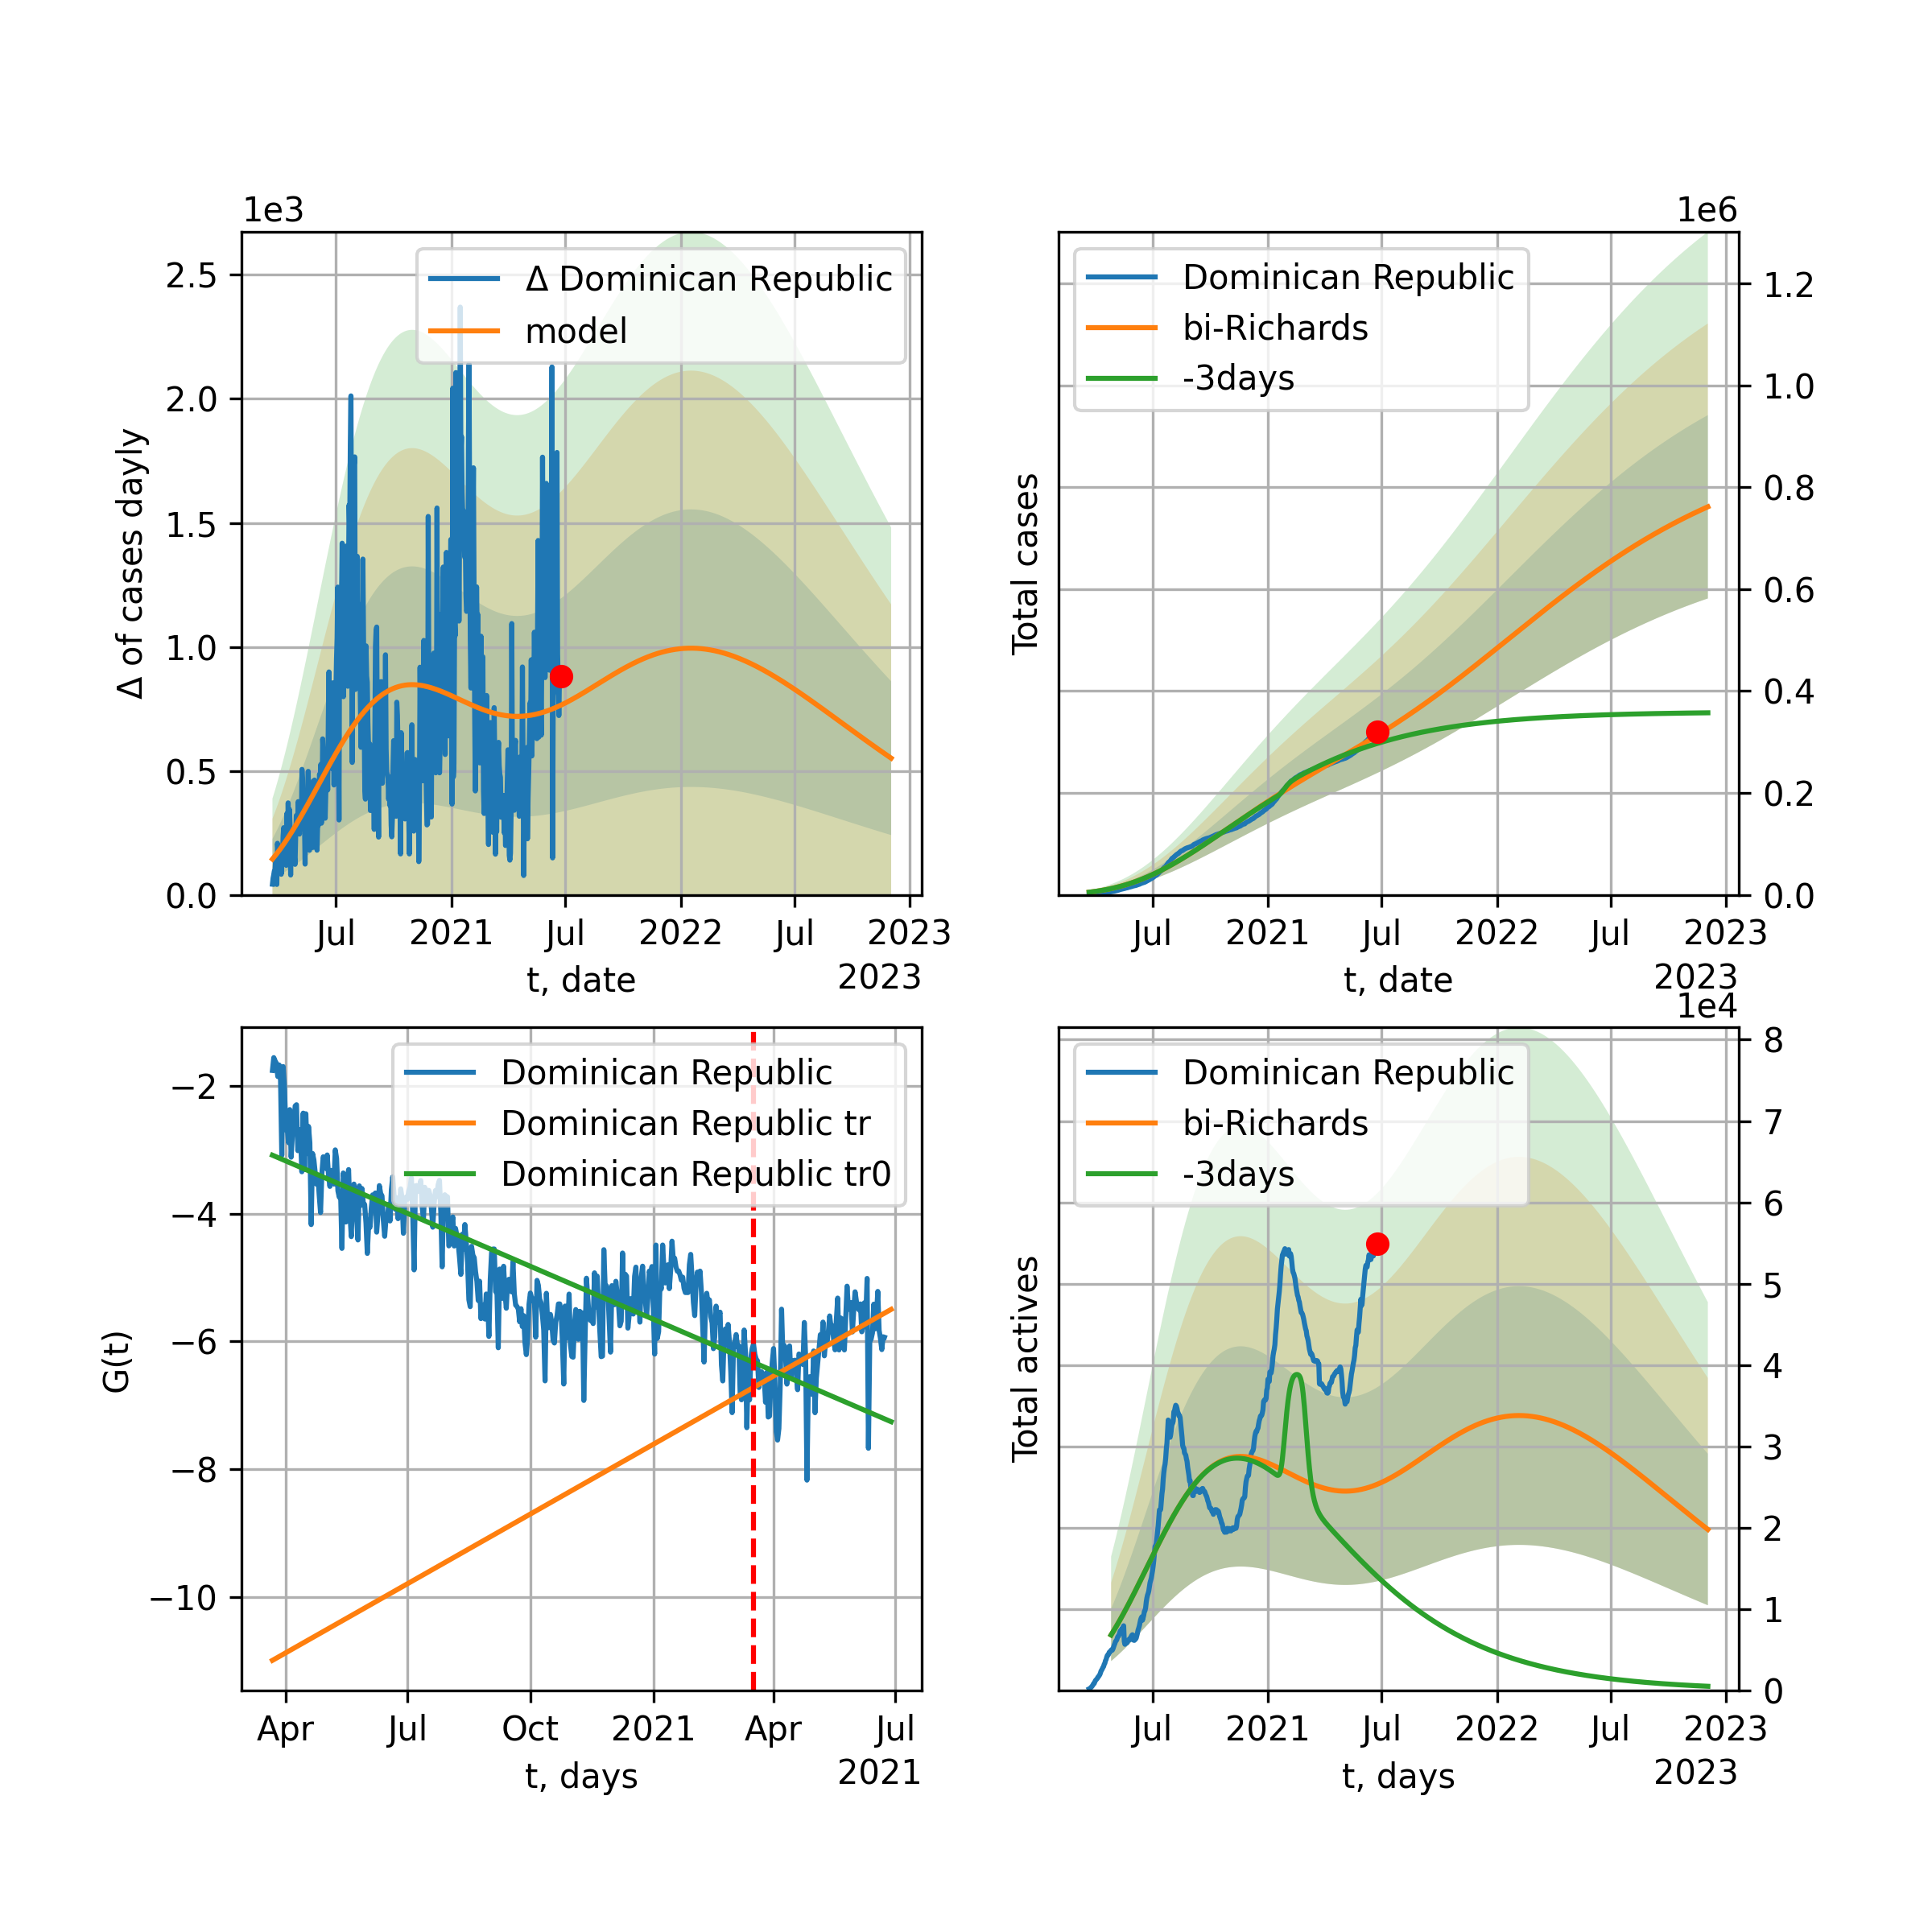 1e3
Δ of cases dayly
2.5
2.0
1.5
1.0
0.5
0.0
Δ Dominican Republic
model
Jul 2021 Jul 2022 Jul 2023
t, date
2023
1e6
Total cases
Dominican Republic
bi-Richards
-3days
1.2
1.0
0.8
0.6
0.4
0.2
0.0
Jul 2021 Jul 2022 Jul 2023
t, date
2023
G(t)
−2
−4
−6
−8
−10
Dominican Republic
Dominican Republic tr
Dominican Republic tr0
Apr Jul Oct 2021 Apr Jul
t, days
2021
1e4
Total actives
Dominican Republic
bi-Richards
-3days
8
7
6
5
4
3
2
1
0
Jul 2021 Jul 2022 Jul 2023
t, days
2023